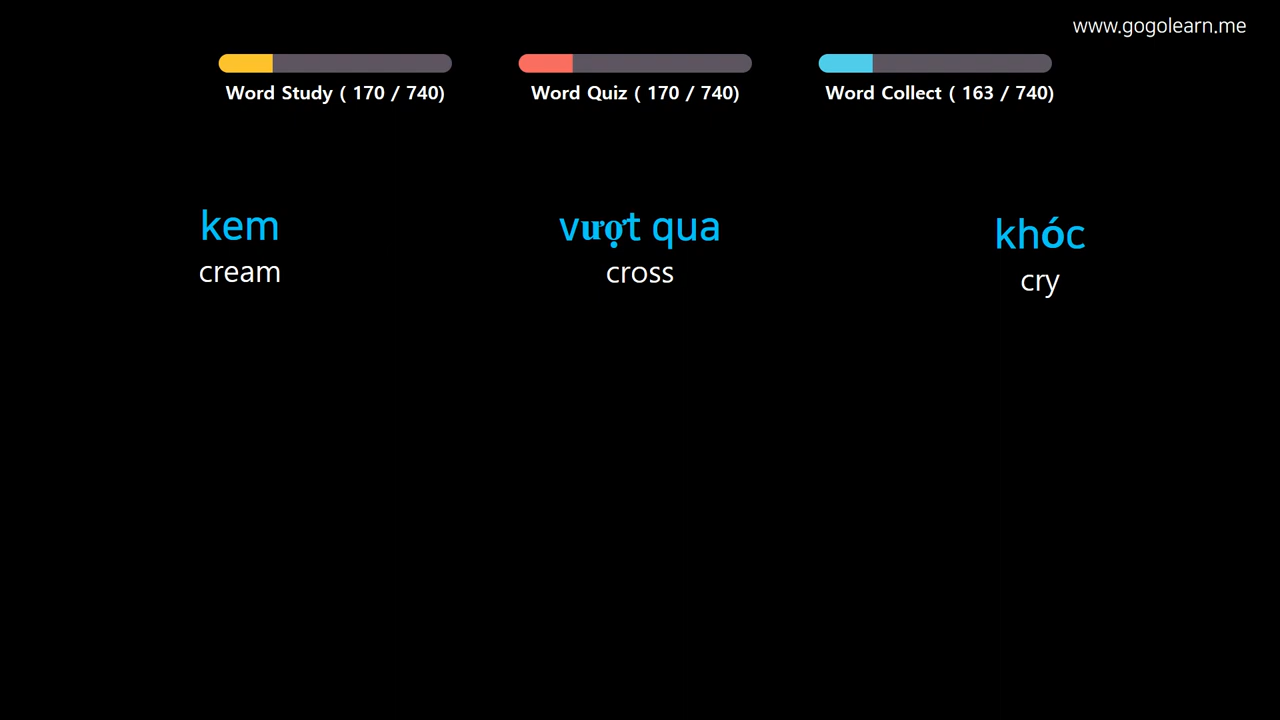 www.gogolearn.me
Word Study ( 170 / 740)
Word Quiz ( 170 / 740)
Word Collect ( 163 / 740)
kem
cream
vượt qua
cross
khóc
cry